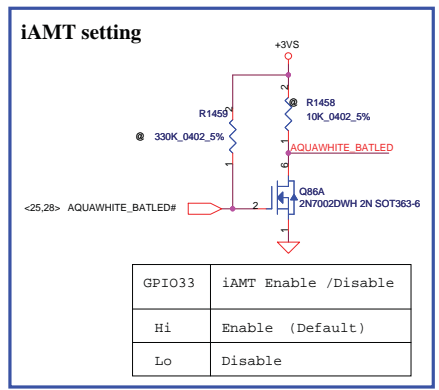 iAMT setting
+3VS
R1459
@ 330K_0402_5%
2
1
2
@ R1458
10K_0402_5%
1
AQUAWHITE_BATLED
6
Q86A
2N7002DWH 2N SOT363-6
<25,28> AQUAWHITE_BATLED#
2
1
GPIO33 iAMT Enable /Disable
Hi Enable (Default)
Lo Disable